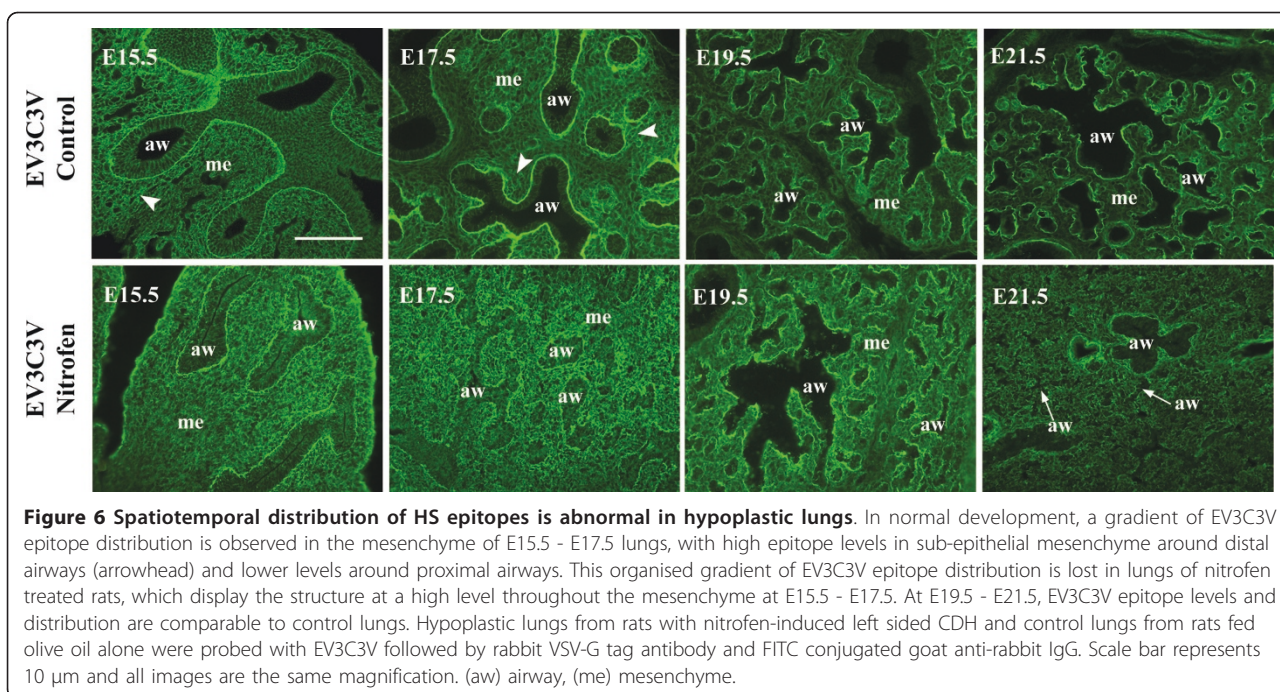 EV3C3V
Control
E15.5
aw
me
E17.5
me
aw
aw
E19.5
aw
aw
me
E21.5
aw
aw
me
EV3C3V
Nitrofen
E15.5
aw
aw
me
E17.5
me
aw
aw
aw
E19.5
me
aw
aw
E21.5
aw
aw
aw
Figure 6 Spatiotemporal distribution of HS epitopes is abnormal in hypoplastic lungs. In normal development, a gradient of EV3C3V
epitope distribution is observed in the mesenchyme of E15.5 - E17.5 lungs, with high epitope levels in sub-epithelial mesenchyme around distal
airways (arrowhead) and lower levels around proximal airways. This organised gradient of EV3C3V epitope distribution is lost in lungs of nitrofen
treated rats, which display the structure at a high level throughout the mesenchyme at E15.5 - E17.5. At E19.5 - E21.5, EV3C3V epitope levels and
distribution are comparable to control lungs. Hypoplastic lungs from rats with nitrofen-induced left sided CDH and control lungs from rats fed
olive oil alone were probed with EV3C3V followed by rabbit VSV-G tag antibody and FITC conjugated goat anti-rabbit IgG. Scale bar represents
10 μm and all images are the same magnification. (aw) airway, (me) mesenchyme.